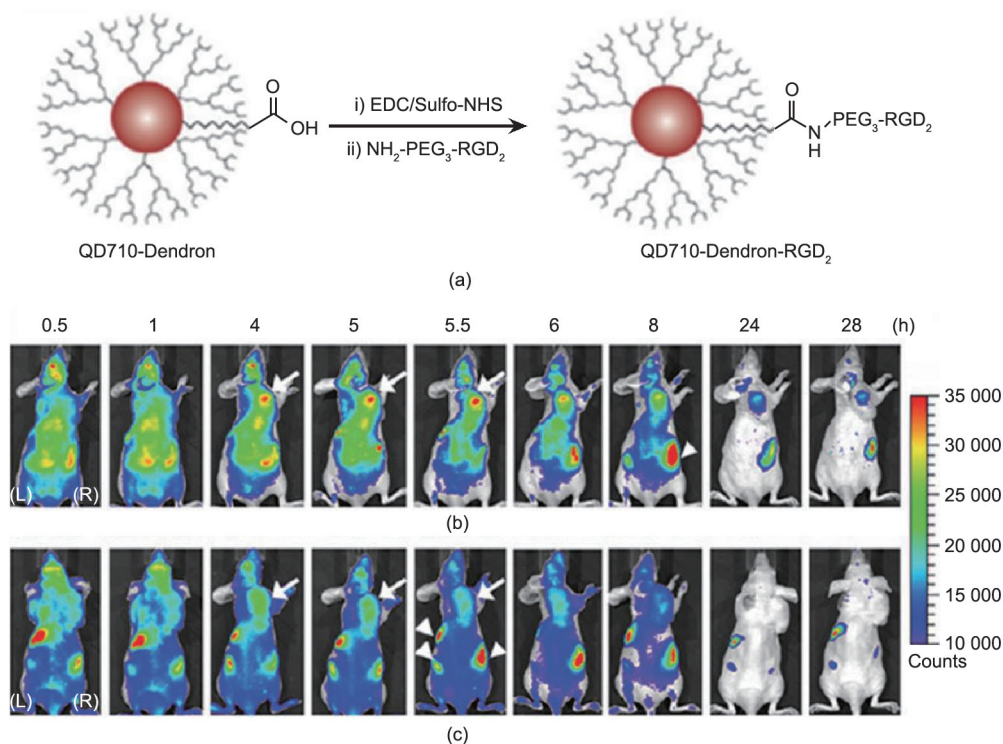 O
OH
i) EDC/Sulfo-NHS
ii) NH₂-PEG₃-RGD₂
O
N
H
PEG₃-RGD₂
QD710-Dendron
QD710-Dendron-RGD₂
(a)
0.5 1 4 5 5.5 6 8 24 28 (h)
(L) (R)
(b)
(L) (R)
(c)
35 000
30 000
25 000
20 000
15 000
10 000
Counts